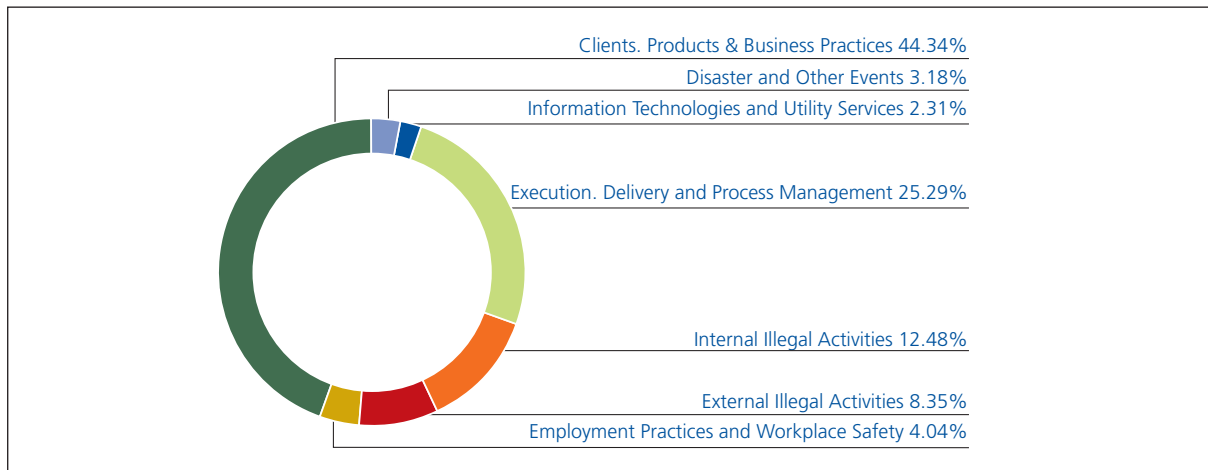 Clients. Products & Business Practices 44.34%
Disaster and Other Events 3.18%
Information Technologies and Utility Services 2.31%
Execution. Delivery and Process Management 25.29%
Internal Illegal Activities 12.48%
External Illegal Activities 8.35%
Employment Practices and Workplace Safety 4.04%